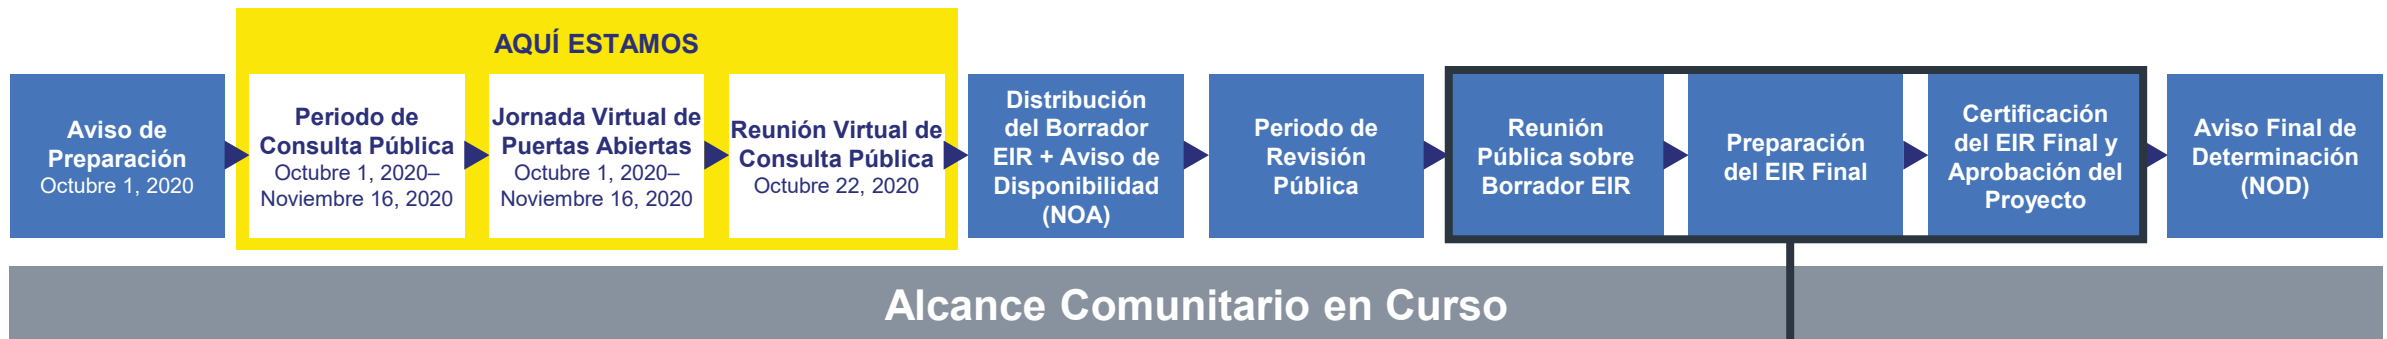 AQUÍ ESTAMOS
Aviso de
Preparación
Octubre 1, 2020
Periodo de
Consulta Pública
Octubre 1, 2020–
Noviembre 16, 2020
Jornada Virtual de
Puertas Abiertas
Octubre 1, 2020–
Noviembre 16, 2020
Reunión Virtual de
Consulta Pública
Octubre 22, 2020
Distribución
del Borrador
EIR + Aviso de
Disponibilidad
(NOA)
Periodo de
Revisión
Pública
Reunión
Pública sobre
Borrador EIR
Preparación
del EIR Final
Certificación
del EIR Final y
Aprobación del
Proyecto
Aviso Final de
Determinación
(NOD)
Alcance Comunitario en Curso